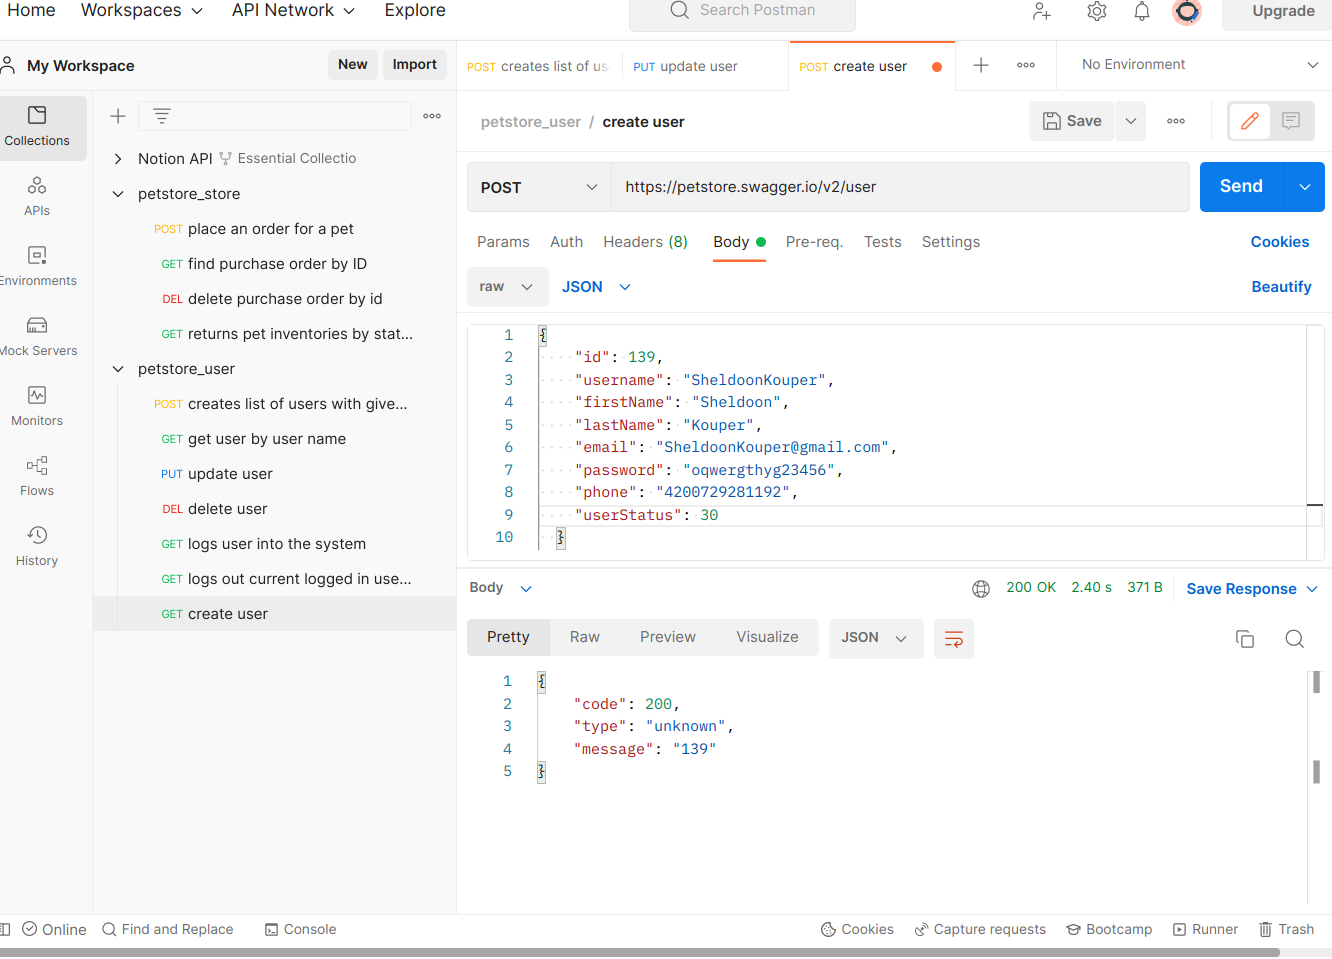 Home Workspaces API Network Explore Search Postman Upgrade
My Workspace New Import
POST creates list of us PUT update user POST create user No Environment
petstore_user / create user Save
Collections
APIs
Environments
Mock Servers
Monitors
Flows
History
Notion API Essential Collectio
petstore_store
POST place an order for a pet
GET find purchase order by ID
DEL delete purchase order by id
GET returns pet inventories by stat...
petstore_user
POST creates list of users with give...
GET get user by user name
PUT update user
DEL delete user
GET logs user into the system
GET logs out current logged in use...
GET create user
POST https://petstore.swagger.io/v2/user Send
Params Auth Headers (8) Body Pre-req. Tests Settings Cookies
raw JSON Beautify
1 {
2 "id": 139,
3 "username": "SheldoonKouper",
4 "firstName": "Sheldoon",
5 "lastName": "Kouper",
6 "email": "SheldoonKouper@gmail.com",
7 "password": "oqwergthyg23456",
8 "phone": "4200729281192",
9 "userStatus": 30
10 }
Body 200 OK 2.40 s 371 B Save Response
Pretty Raw Preview Visualize JSON
1 {
2 "code": 200,
3 "type": "unknown",
4 "message": "139"
5 }
Online Find and Replace Console Cookies Capture requests Bootcamp Runner Trash